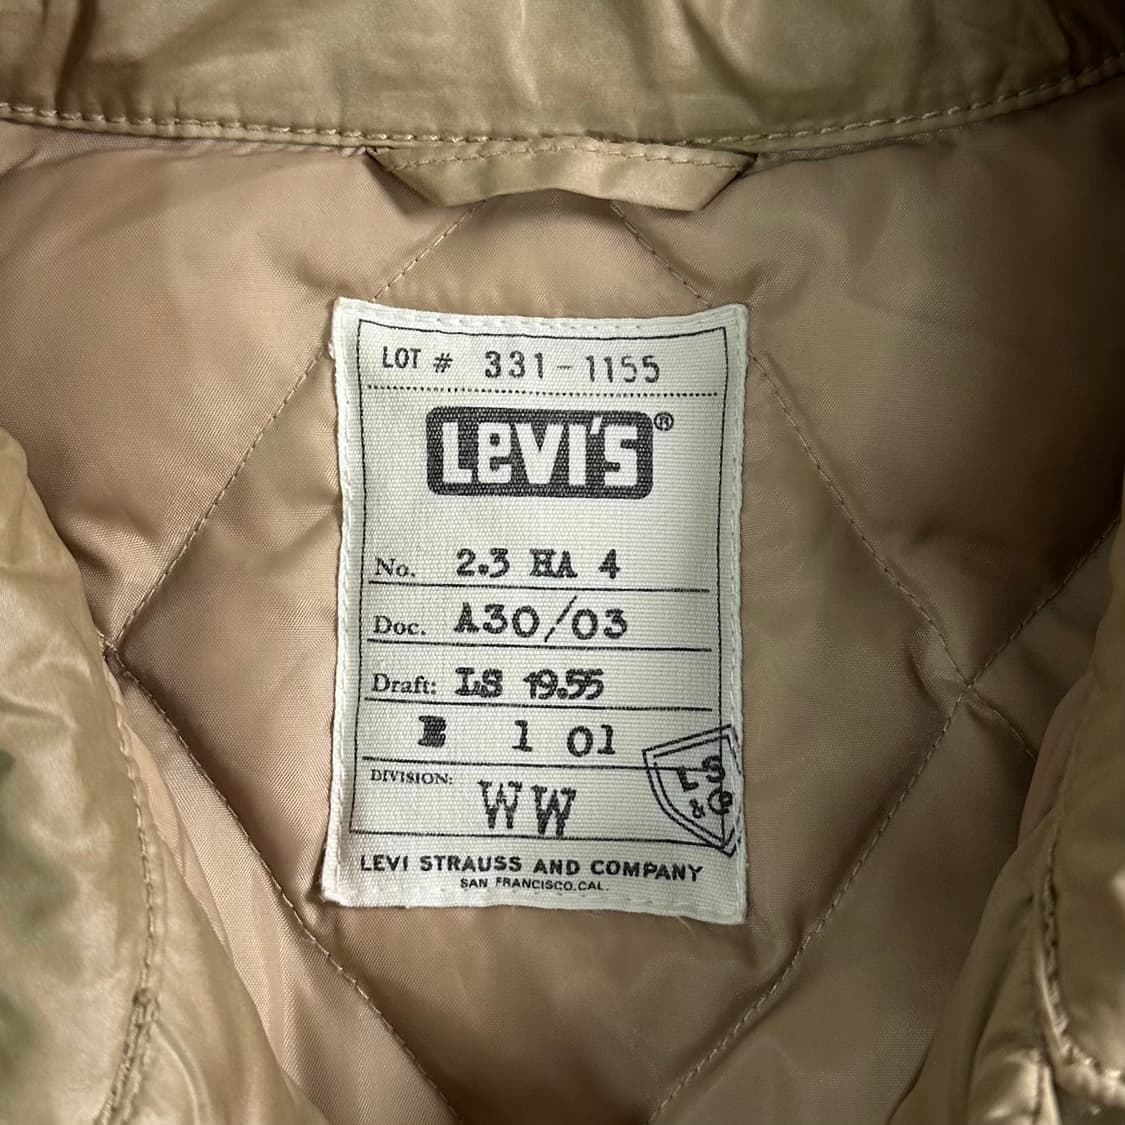 LOT # 331-1155
LEVI'S®
No. 2.3 HA 4
Doc. A30/03
Draft: LS 19.55
1 01
DIVISION: WW
L S
& Co
LEVI STRAUSS AND COMPANY
SAN FRANCISCO.CAL.